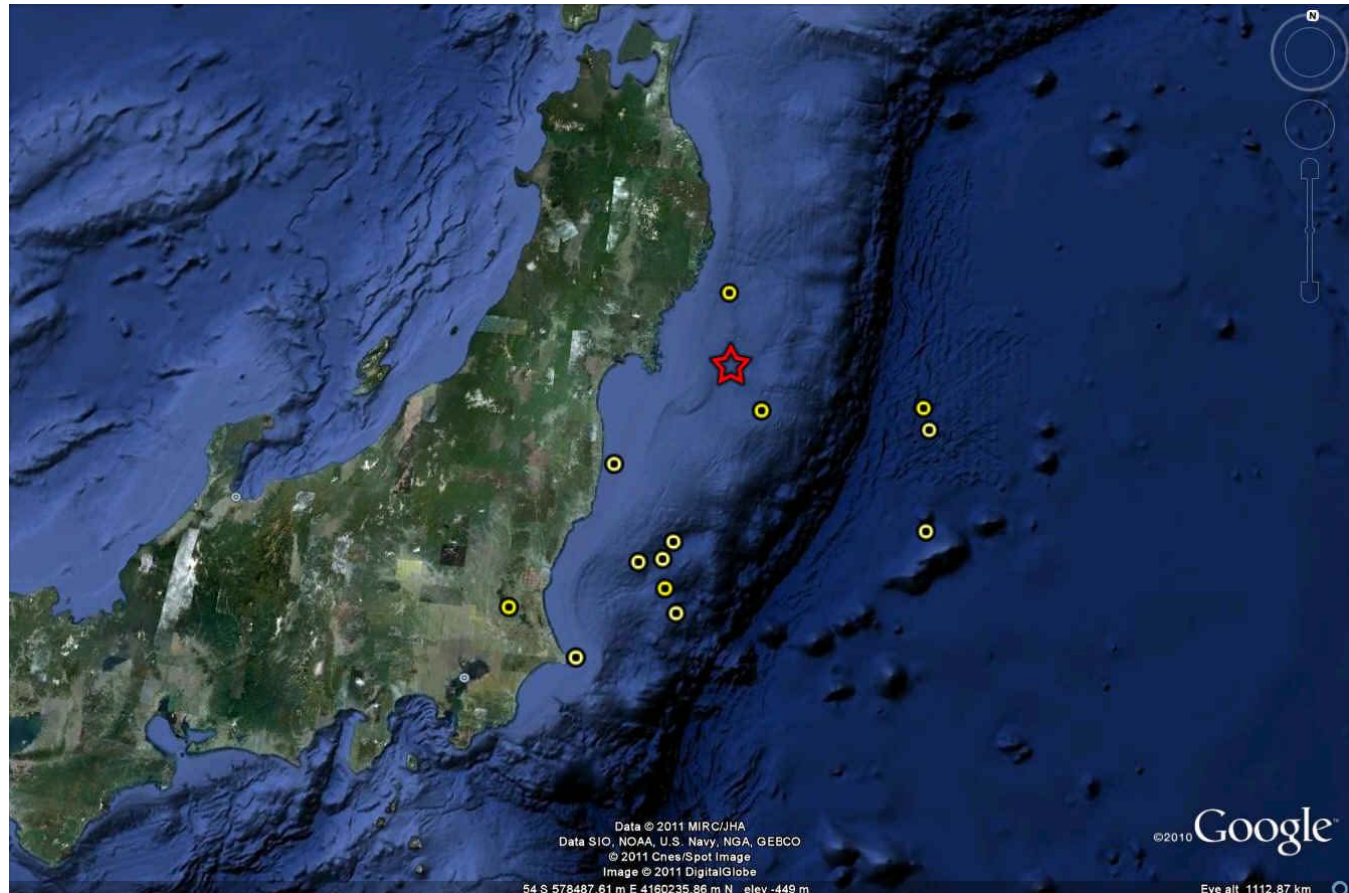 N
Data © 2011 MIRC/JHA
Data SIO, NOAA, U.S. Navy, NGA, GEBCO
© 2011 Cnes/Spot Image
Image © 2011 DigitalGlobe
©2010 Google™
54 S 578487.61 m E 4160235.86 m N elev -449 m
Eye alt 1112.87 km